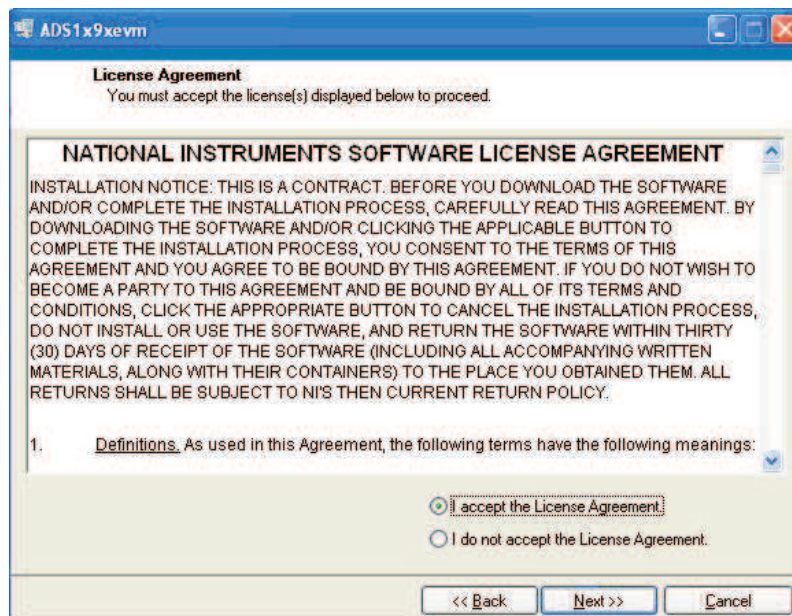 ADS1x9xevm
License Agreement
You must accept the license(s) displayed below to proceed.
NATIONAL INSTRUMENTS SOFTWARE LICENSE AGREEMENT
INSTALLATION NOTICE: THIS IS A CONTRACT. BEFORE YOU DOWNLOAD THE SOFTWARE
AND/OR COMPLETE THE INSTALLATION PROCESS, CAREFULLY READ THIS AGREEMENT. BY
DOWNLOADING THE SOFTWARE AND/OR CLICKING THE APPLICABLE BUTTON TO
COMPLETE THE INSTALLATION PROCESS, YOU CONSENT TO THE TERMS OF THIS
AGREEMENT AND YOU AGREE TO BE BOUND BY THIS AGREEMENT. IF YOU DO NOT WISH TO
BECOME A PARTY TO THIS AGREEMENT AND BE BOUND BY ALL OF ITS TERMS AND
CONDITIONS, CLICK THE APPROPRIATE BUTTON TO CANCEL THE INSTALLATION PROCESS,
DO NOT INSTALL OR USE THE SOFTWARE, AND RETURN THE SOFTWARE WITHIN THIRTY
(30) DAYS OF RECEIPT OF THE SOFTWARE (INCLUDING ALL ACCOMPANYING WRITTEN
MATERIALS, ALONG WITH THEIR CONTAINERS) TO THE PLACE YOU OBTAINED THEM. ALL
RETURNS SHALL BE SUBJECT TO NI'S THEN CURRENT RETURN POLICY.
1. Definitions. As used in this Agreement, the following terms have the following meanings:
I accept the License Agreement.
I do not accept the License Agreement.
<< Back Next >> Cancel